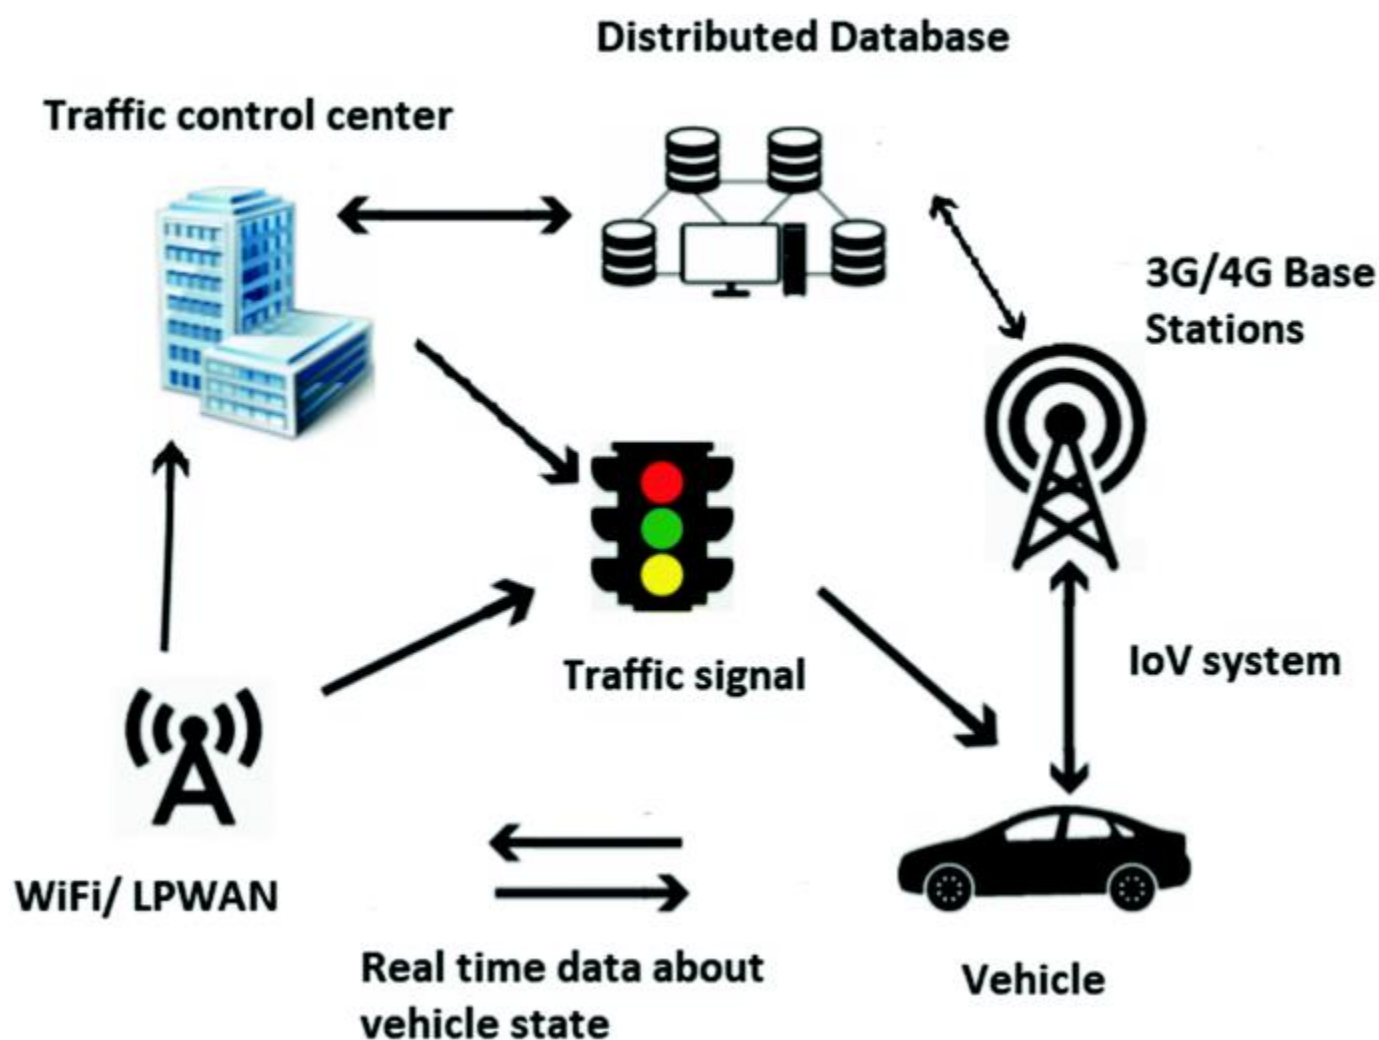 Distributed Database
Traffic control center
3G/4G Base
Stations
Traffic signal
IoV system
WiFi/ LPWAN
Real time data about
vehicle state
Vehicle